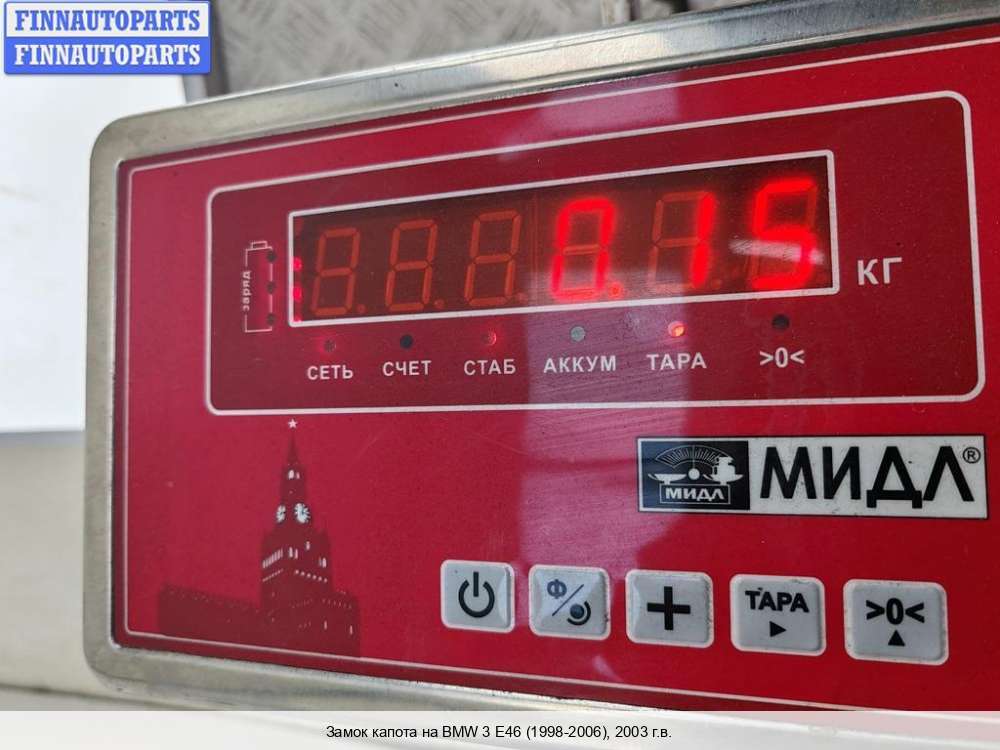 FINNAUTOPARTS
FINNAUTOPARTS
0.15
КГ
заряд
СЕТЬ СЧЕТ СТАБ АККУМ ТАРА >0<
МИДЛ МИДЛ®
Ф ТАРА >0<
Замок капота на BMW 3 E46 (1998-2006), 2003 г.в.